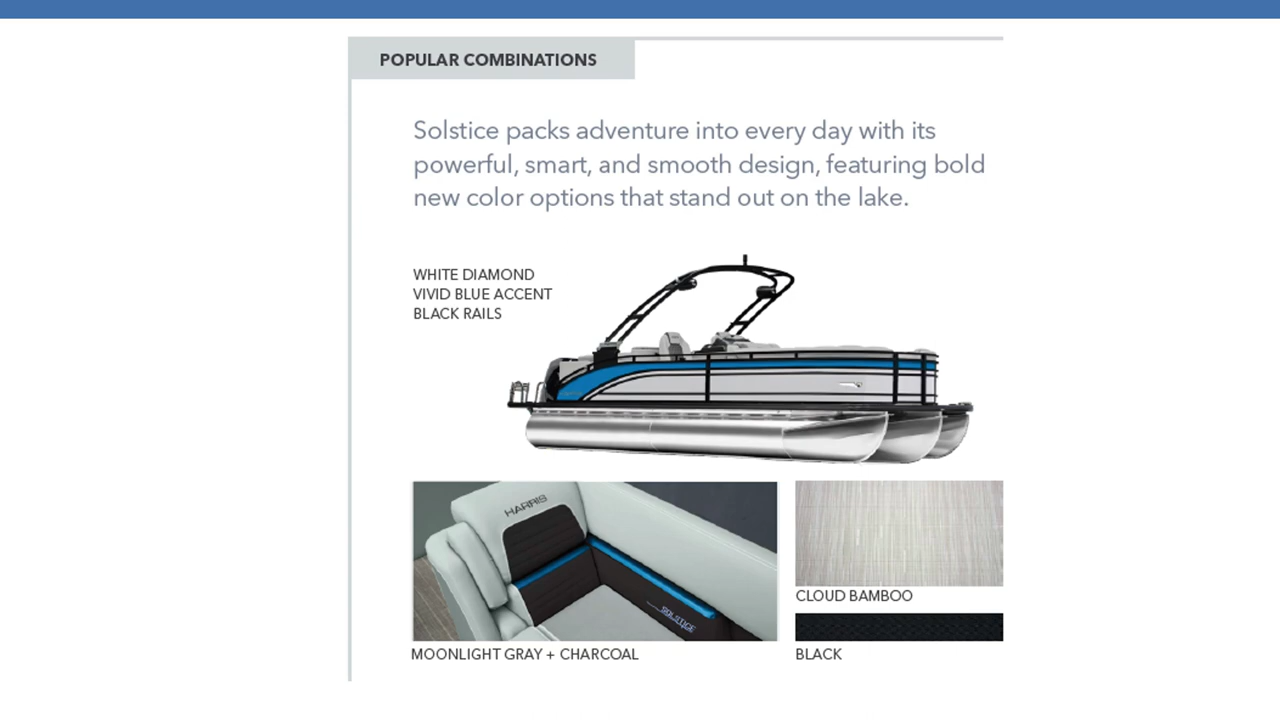 POPULAR COMBINATIONS
Solstice packs adventure into every day with its
powerful, smart, and smooth design, featuring bold
new color options that stand out on the lake.
WHITE DIAMOND
VIVID BLUE ACCENT
BLACK RAILS
HARRIS
SOLSTICE
CLOUD BAMBOO
MOONLIGHT GRAY + CHARCOAL
BLACK